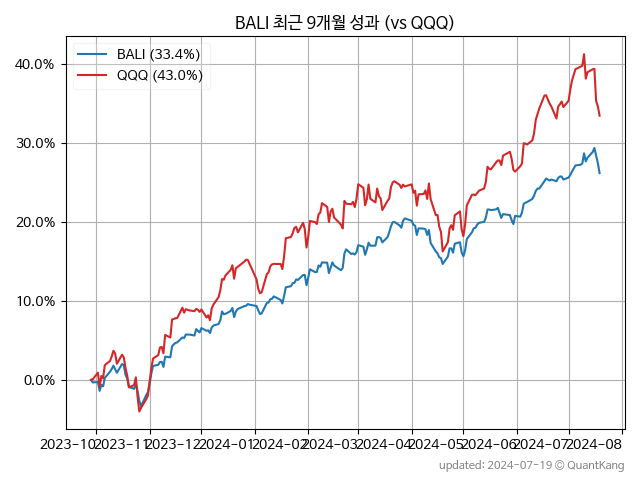 BALI 최근 9개월 성과 (vs QQQ)
BALI (33.4%)
QQQ (43.0%)
40.0%
30.0%
20.0%
10.0%
0.0%
2023-10 2023-11 2023-12 2024-01 2024-02 2024-03 2024-04 2024-05 2024-06 2024-07 2024-08
updated: 2024-07-19 © QuantKang